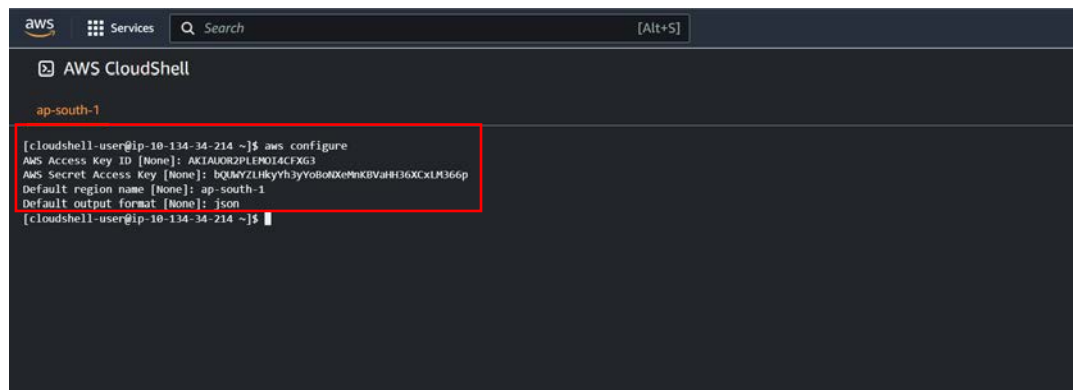 aws
Services
Search
[Alt+S]
AWS CloudShell
ap-south-1
[cloudshell-user@ip-10-134-34-214 ~]$ aws configure
AWS Access Key ID [None]: AKIAUOR2PLEMOI4CFXG3
AWS Secret Access Key [None]:
Default region name [None]: ap-south-1
Default output format [None]: json
[cloudshell-user@ip-10-134-34-214 ~]$